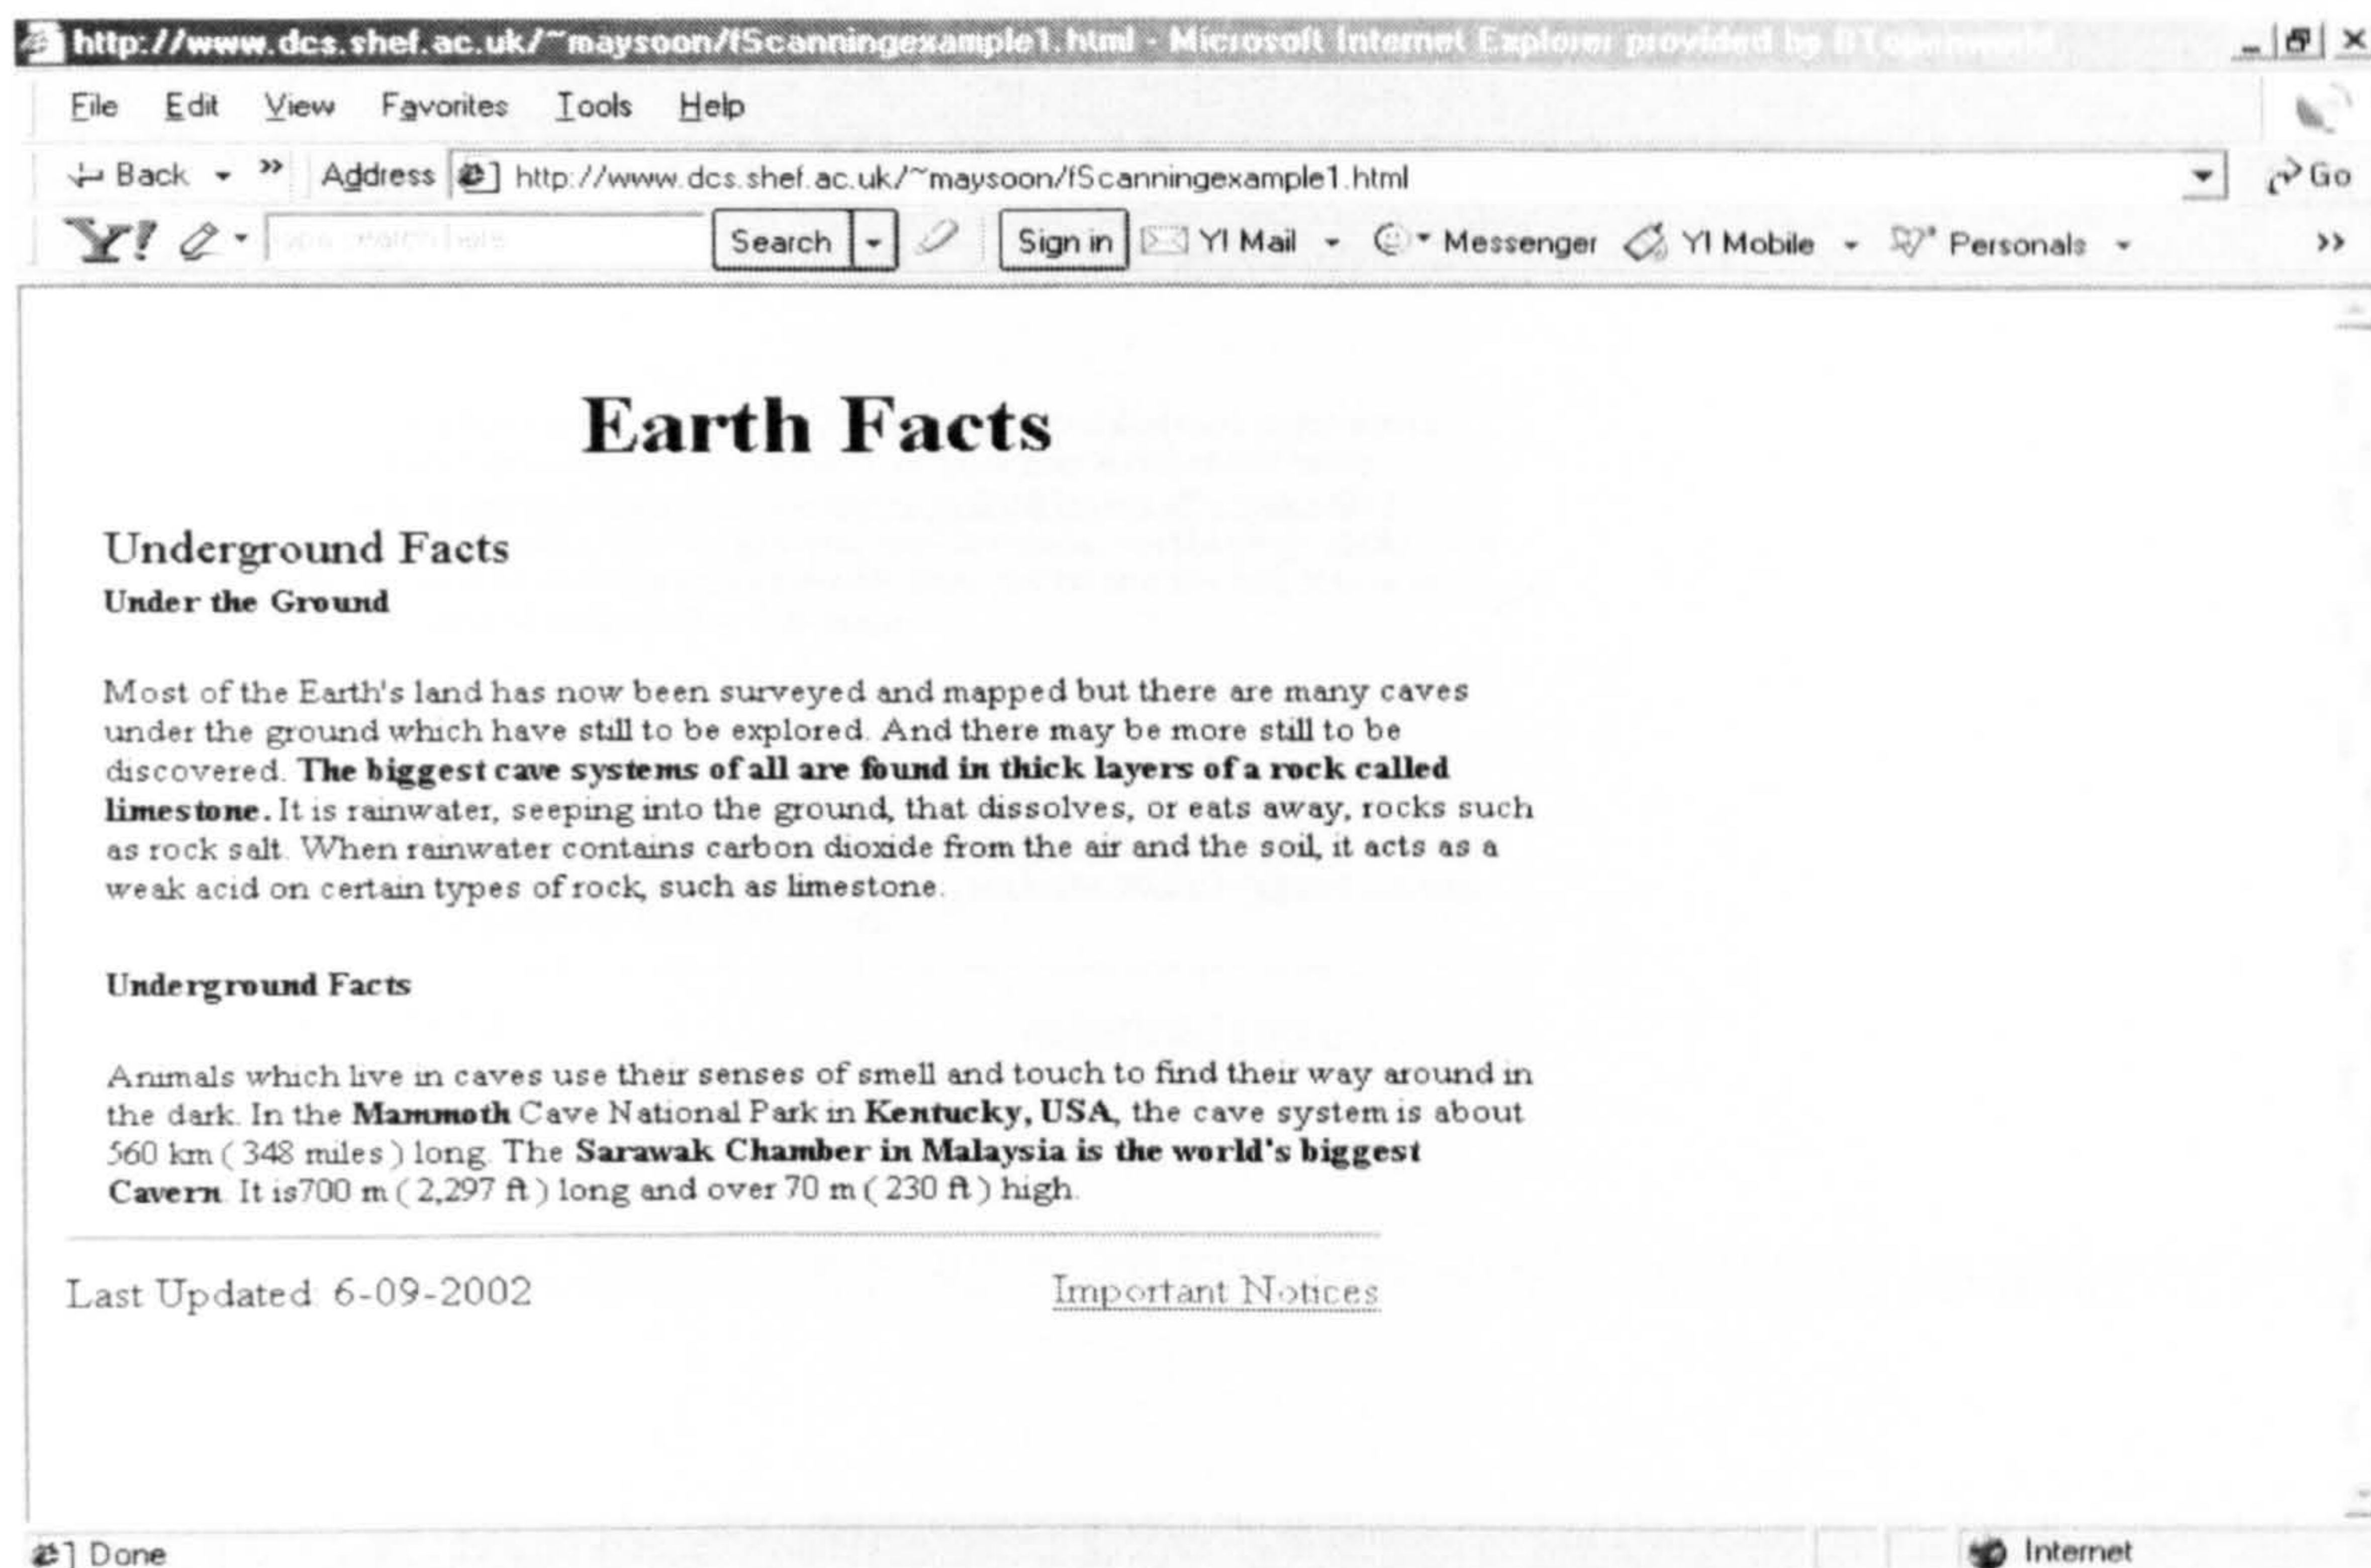 http://www.dcs.shef.ac.uk/~maysoon/fScanningexample1.html - Microsoft Internet Explorer provided by BTopenworld
File Edit View Favorites Tools Help
Back » Address http://www.dcs.shef.ac.uk/~maysoon/fScanningexample1.html Go
Y! Search Sign in Y! Mail Messenger Y! Mobile Personals »
Earth Facts
Underground Facts
Under the Ground
Most of the Earth's land has now been surveyed and mapped but there are many caves
under the ground which have still to be explored. And there may be more still to be
discovered. The biggest cave systems of all are found in thick layers of a rock called
limestone. It is rainwater, seeping into the ground, that dissolves, or eats away, rocks such
as rock salt. When rainwater contains carbon dioxide from the air and the soil, it acts as a
weak acid on certain types of rock, such as limestone.
Underground Facts
Animals which live in caves use their senses of smell and touch to find their way around in
the dark. In the Mammoth Cave National Park in Kentucky, USA, the cave system is about
560 km ( 348 miles ) long. The Sarawak Chamber in Malaysia is the world's biggest
Cavern. It is700 m ( 2,297 ft ) long and over 70 m ( 230 ft ) high.
Last Updated: 6-09-2002 Important Notices
Done Internet